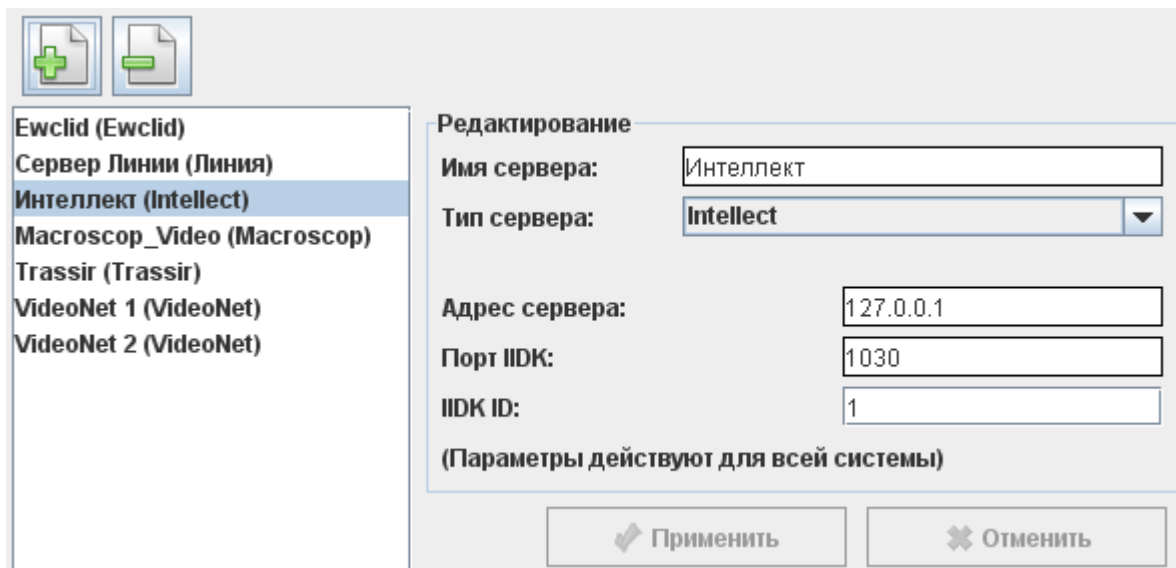 Ewclid (Ewclid)
Сервер Линии (Линия)
Интеллект (Intellect)
Macroscop_Video (Macroscop)
Trassir (Trassir)
VideoNet 1 (VideoNet)
VideoNet 2 (VideoNet)
Редактирование
Имя сервера: Интеллект
Тип сервера: Intellect
Адрес сервера: 127.0.0.1
Порт IIDK: 1030
IIDK ID: 1
(Параметры действуют для всей системы)
Применить Отменить